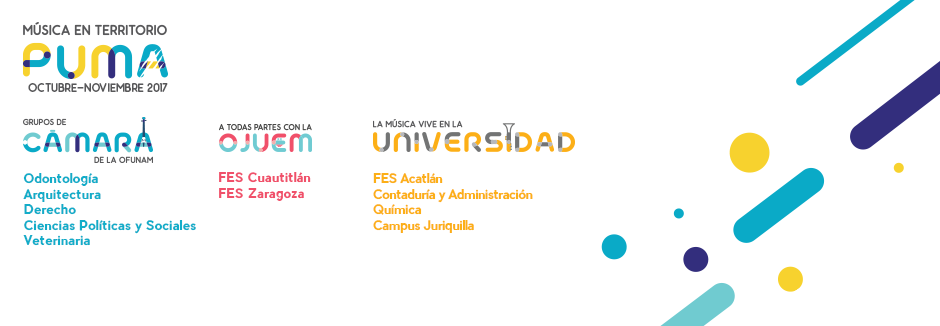 MÚSICA EN TERRITORIO
PUMA
OCTUBRE–NOVIEMBRE 2017
GRUPOS DE
CÁMARA
DE LA OFUNAM
Odontología
Arquitectura
Derecho
Ciencias Políticas y Sociales
Veterinaria
A TODAS PARTES CON LA
OJUEM
FES Cuautitlán
FES Zaragoza
LA MÚSICA VIVE EN LA
UNIVERSIDAD
FES Acatlán
Contaduría y Administración
Química
Campus Juriquilla